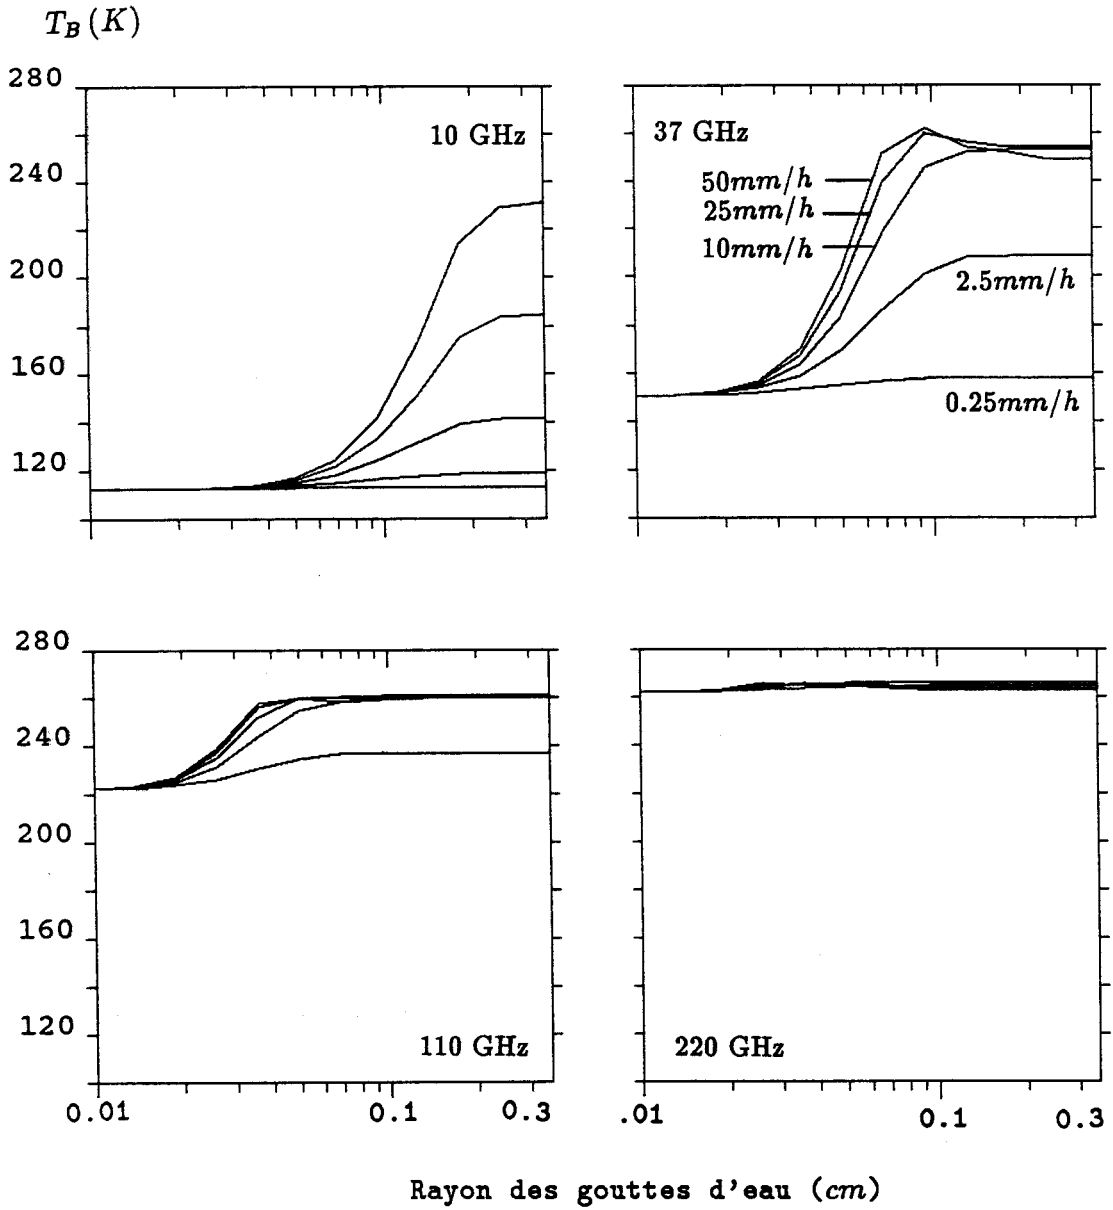 T_B (K)
280
240
200
160
120
10 GHz
37 GHz
50mm/h
25mm/h
10mm/h
2.5mm/h
0.25mm/h
280
240
200
160
120
110 GHz
220 GHz
0.01 0.1 0.3
.01 0.1 0.3
Rayon des gouttes d'eau (cm)